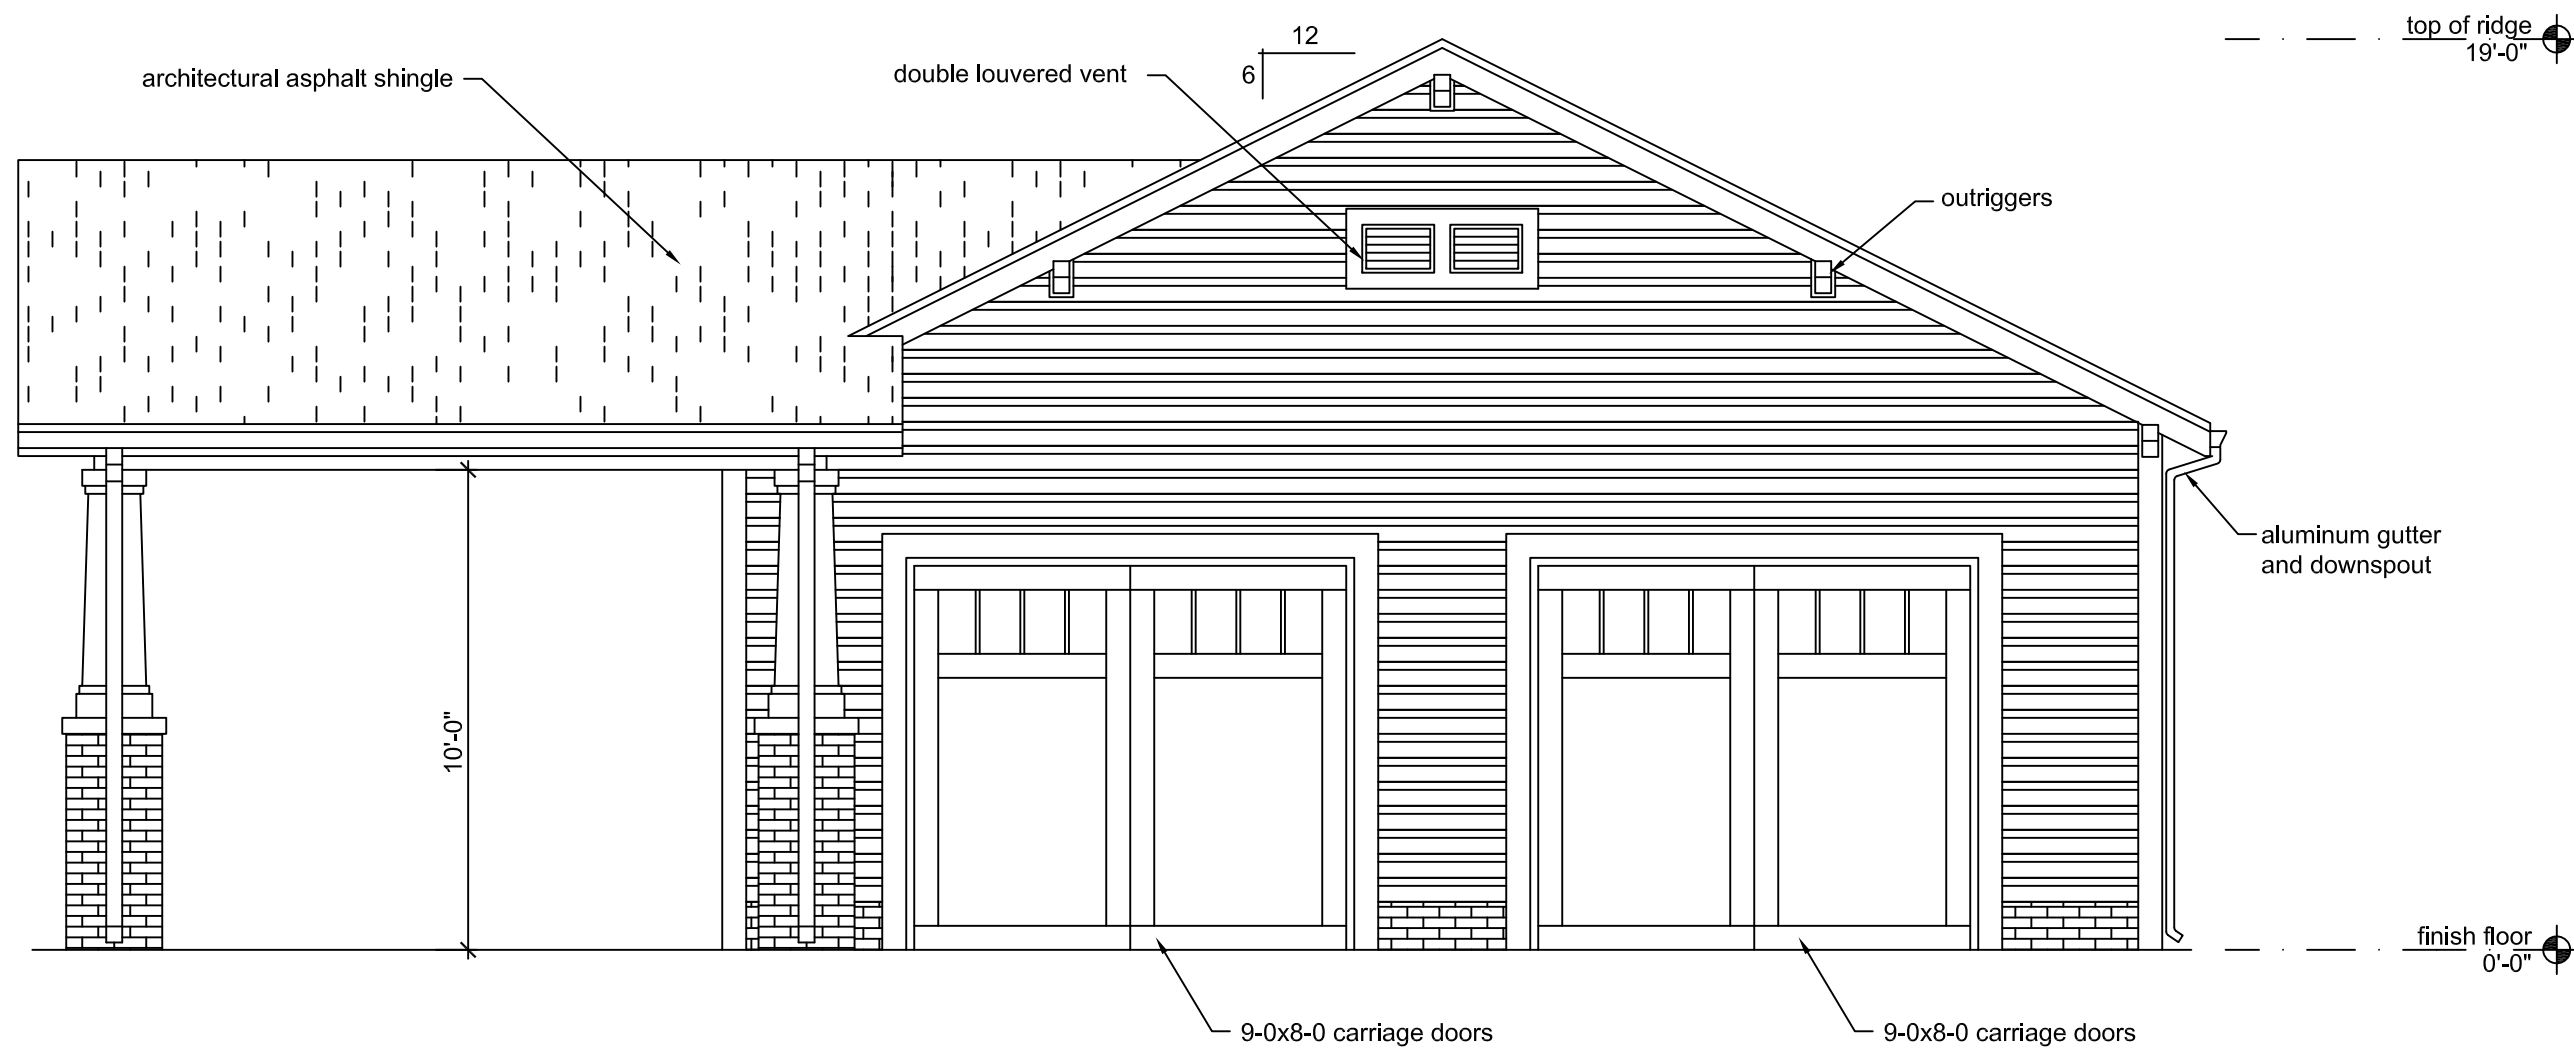 top of ridge
19'-0"
12
6
architectural asphalt shingle
double louvered vent
outriggers
aluminum gutter
and downspout
10'-0"
finish floor
0'-0"
9-0x8-0 carriage doors
9-0x8-0 carriage doors